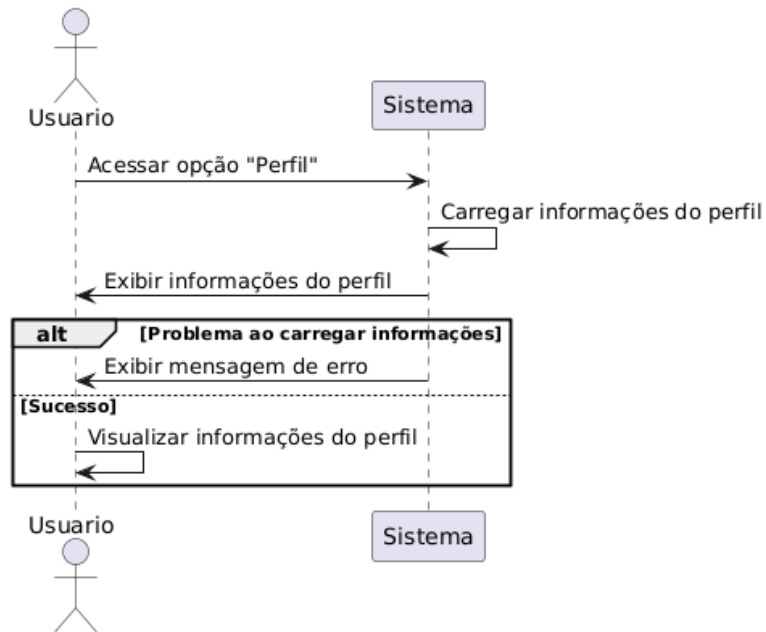 Usuario
Sistema
Acessar opção "Perfil"
Carregar informações do perfil
Exibir informações do perfil
alt [Problema ao carregar informações]
Exibir mensagem de erro
[Sucesso]
Visualizar informações do perfil
Usuario
Sistema